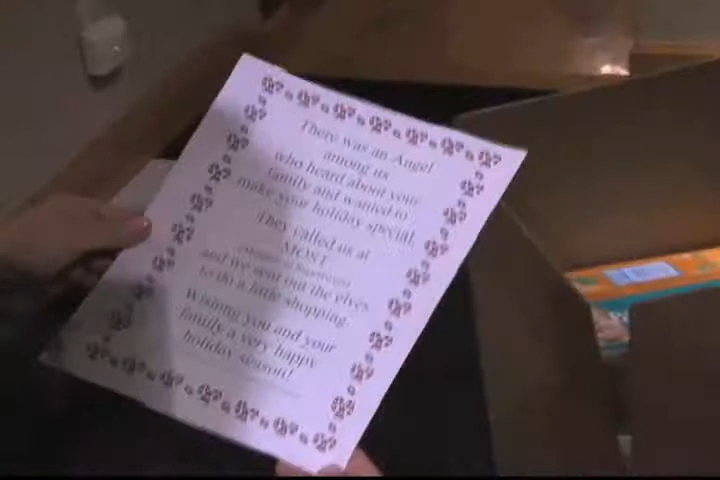 There was an Angel
among us
who heard about your
family and wanted to
make your holiday special.
They called us at
MOST
and we sent out the elves
to do a little shopping.
Wishing you and your
family a very happy
holiday season!